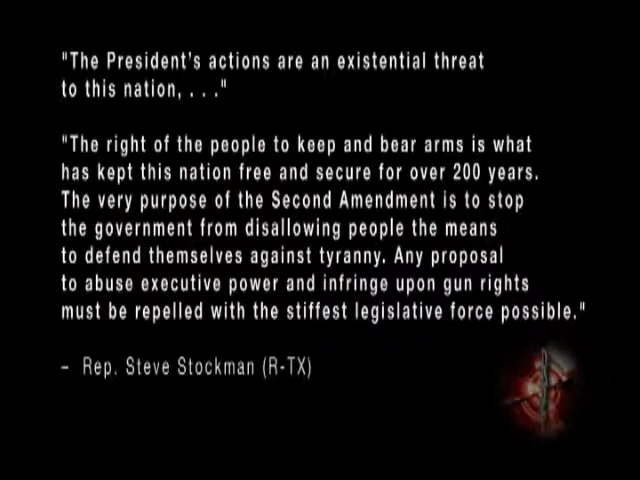 "The President's actions are an existential threat
to this nation, . . ."
"The right of the people to keep and bear arms is what
has kept this nation free and secure for over 200 years.
The very purpose of the Second Amendment is to stop
the government from disallowing people the means
to defend themselves against tyranny. Any proposal
to abuse executive power and infringe upon gun rights
must be repelled with the stiffest legislative force possible."
– Rep. Steve Stockman (R-TX)